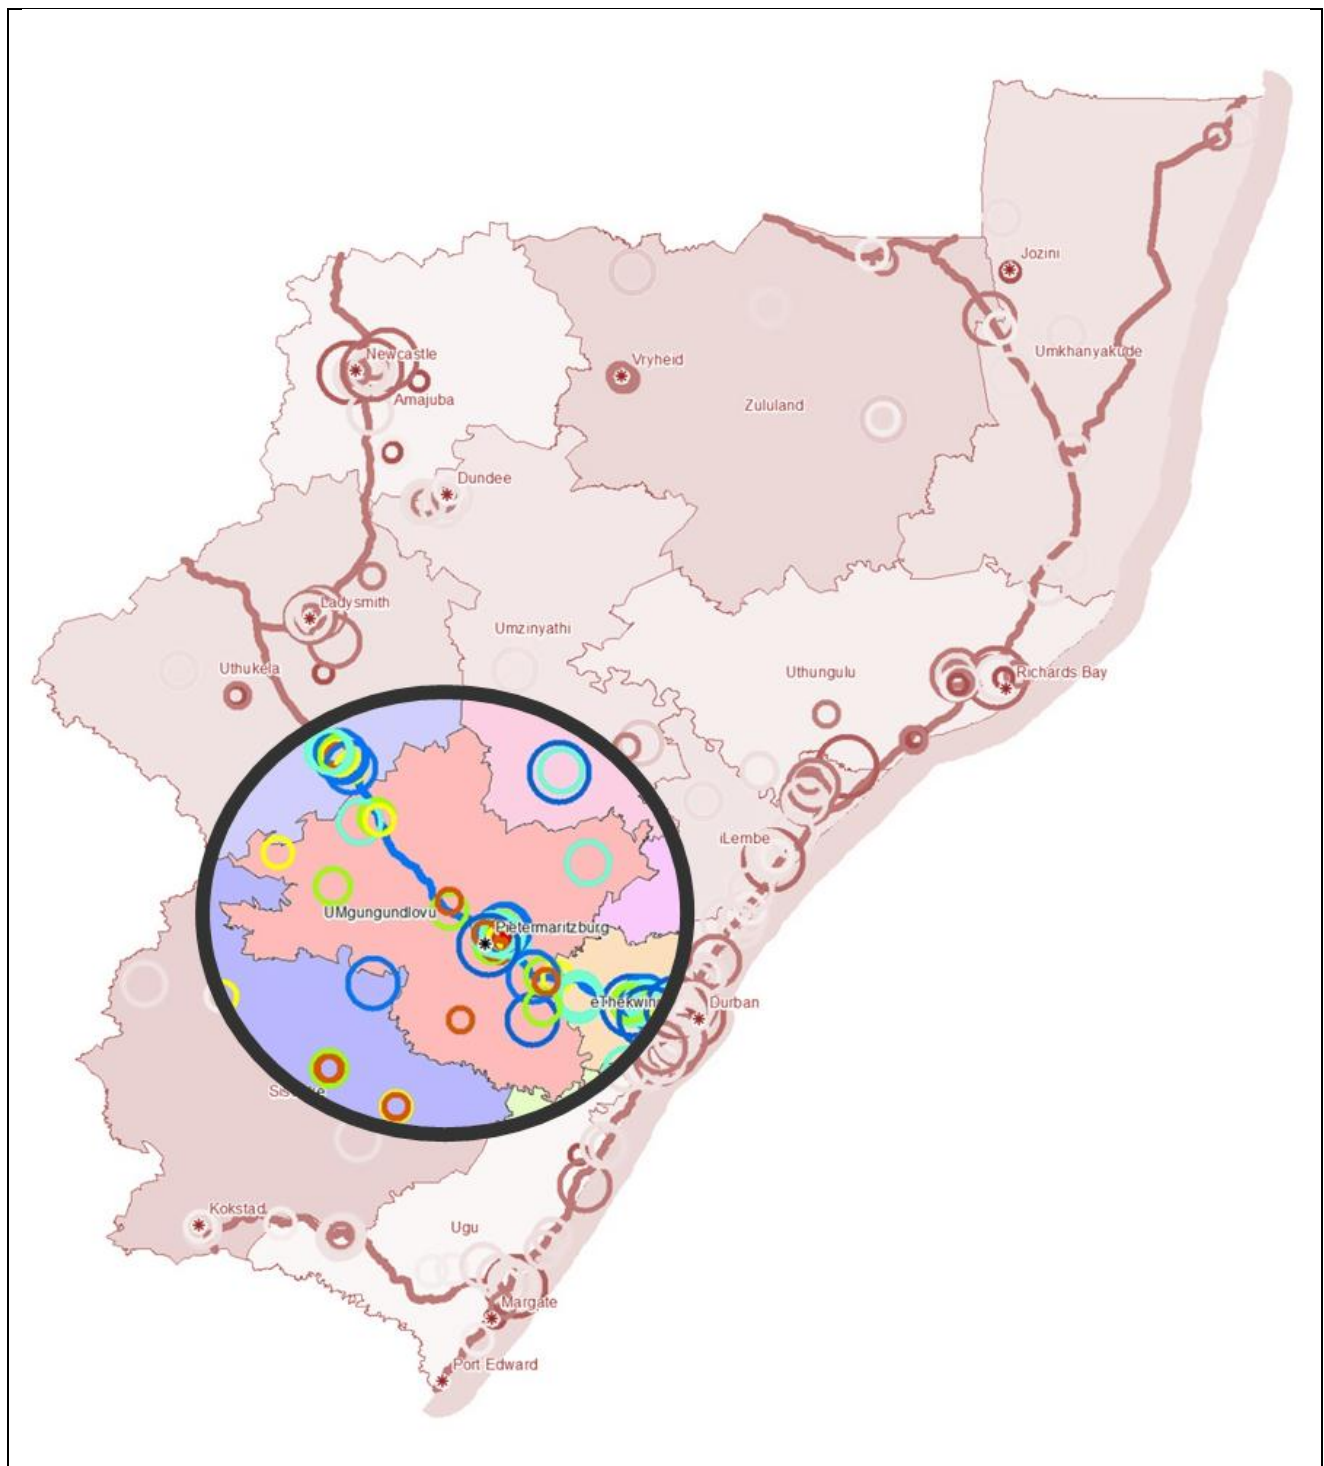 Jozini
Newcastle
Umkhanyakude
Vryheid
Amajuba
Zululand
Dundee
Ladysmith
Umzinyathi
Uthukela
Uthungulu
Richards Bay
iLembe
UMgungundlovu
Pietermaritzburg
Durban
Kokstad
Ugu
Margate
Port Edward